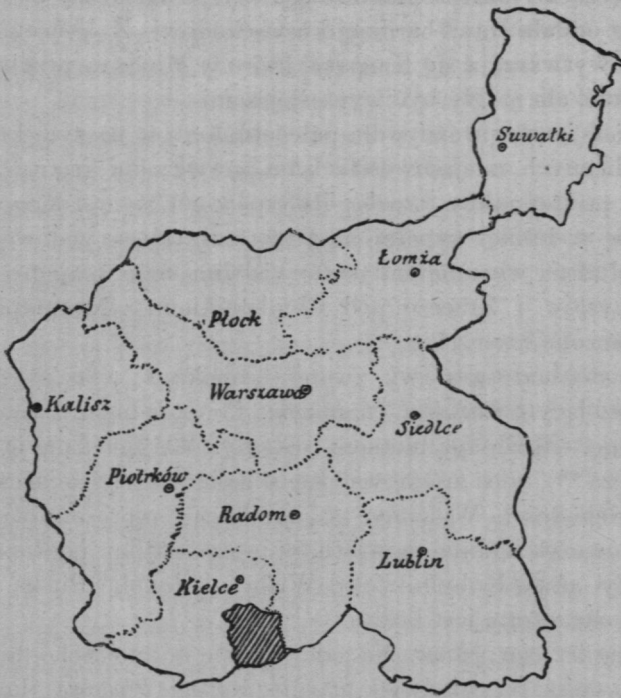 Suwałki
Łomża
Płock
Warszawa
Kalisz
Siedlce
Piotrków
Radom
Lublin
Kielce